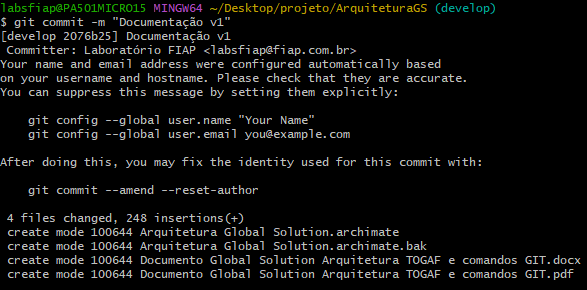 labsfiap@PA501MICRO15 MINGW64 ~/Desktop/projeto/ArquiteturaGS (develop)
$ git commit -m "Documentação v1"
[develop 2076b25] Documentação v1
 Committer: Laboratório FIAP <labsfiap@fiap.com.br>
Your name and email address were configured automatically based
on your username and hostname. Please check that they are accurate.
You can suppress this message by setting them explicitly:

    git config --global user.name "Your Name"
    git config --global user.email you@example.com

After doing this, you may fix the identity used for this commit with:

    git commit --amend --reset-author

 4 files changed, 248 insertions(+)
 create mode 100644 Arquitetura Global Solution.archimate
 create mode 100644 Arquitetura Global Solution.archimate.bak
 create mode 100644 Documento Global Solution Arquitetura TOGAF e comandos GIT.docx
 create mode 100644 Documento Global Solution Arquitetura TOGAF e comandos GIT.pdf